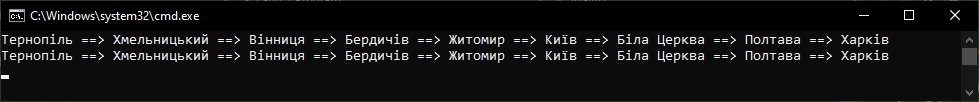 C:\Windows\system32\cmd.exe
Тернопіль ==> Хмельницький ==> Вінниця ==> Бердичів ==> Житомир ==> Київ ==> Біла Церква ==> Полтава ==> Харків
Тернопіль ==> Хмельницький ==> Вінниця ==> Бердичів ==> Житомир ==> Київ ==> Біла Церква ==> Полтава ==> Харків